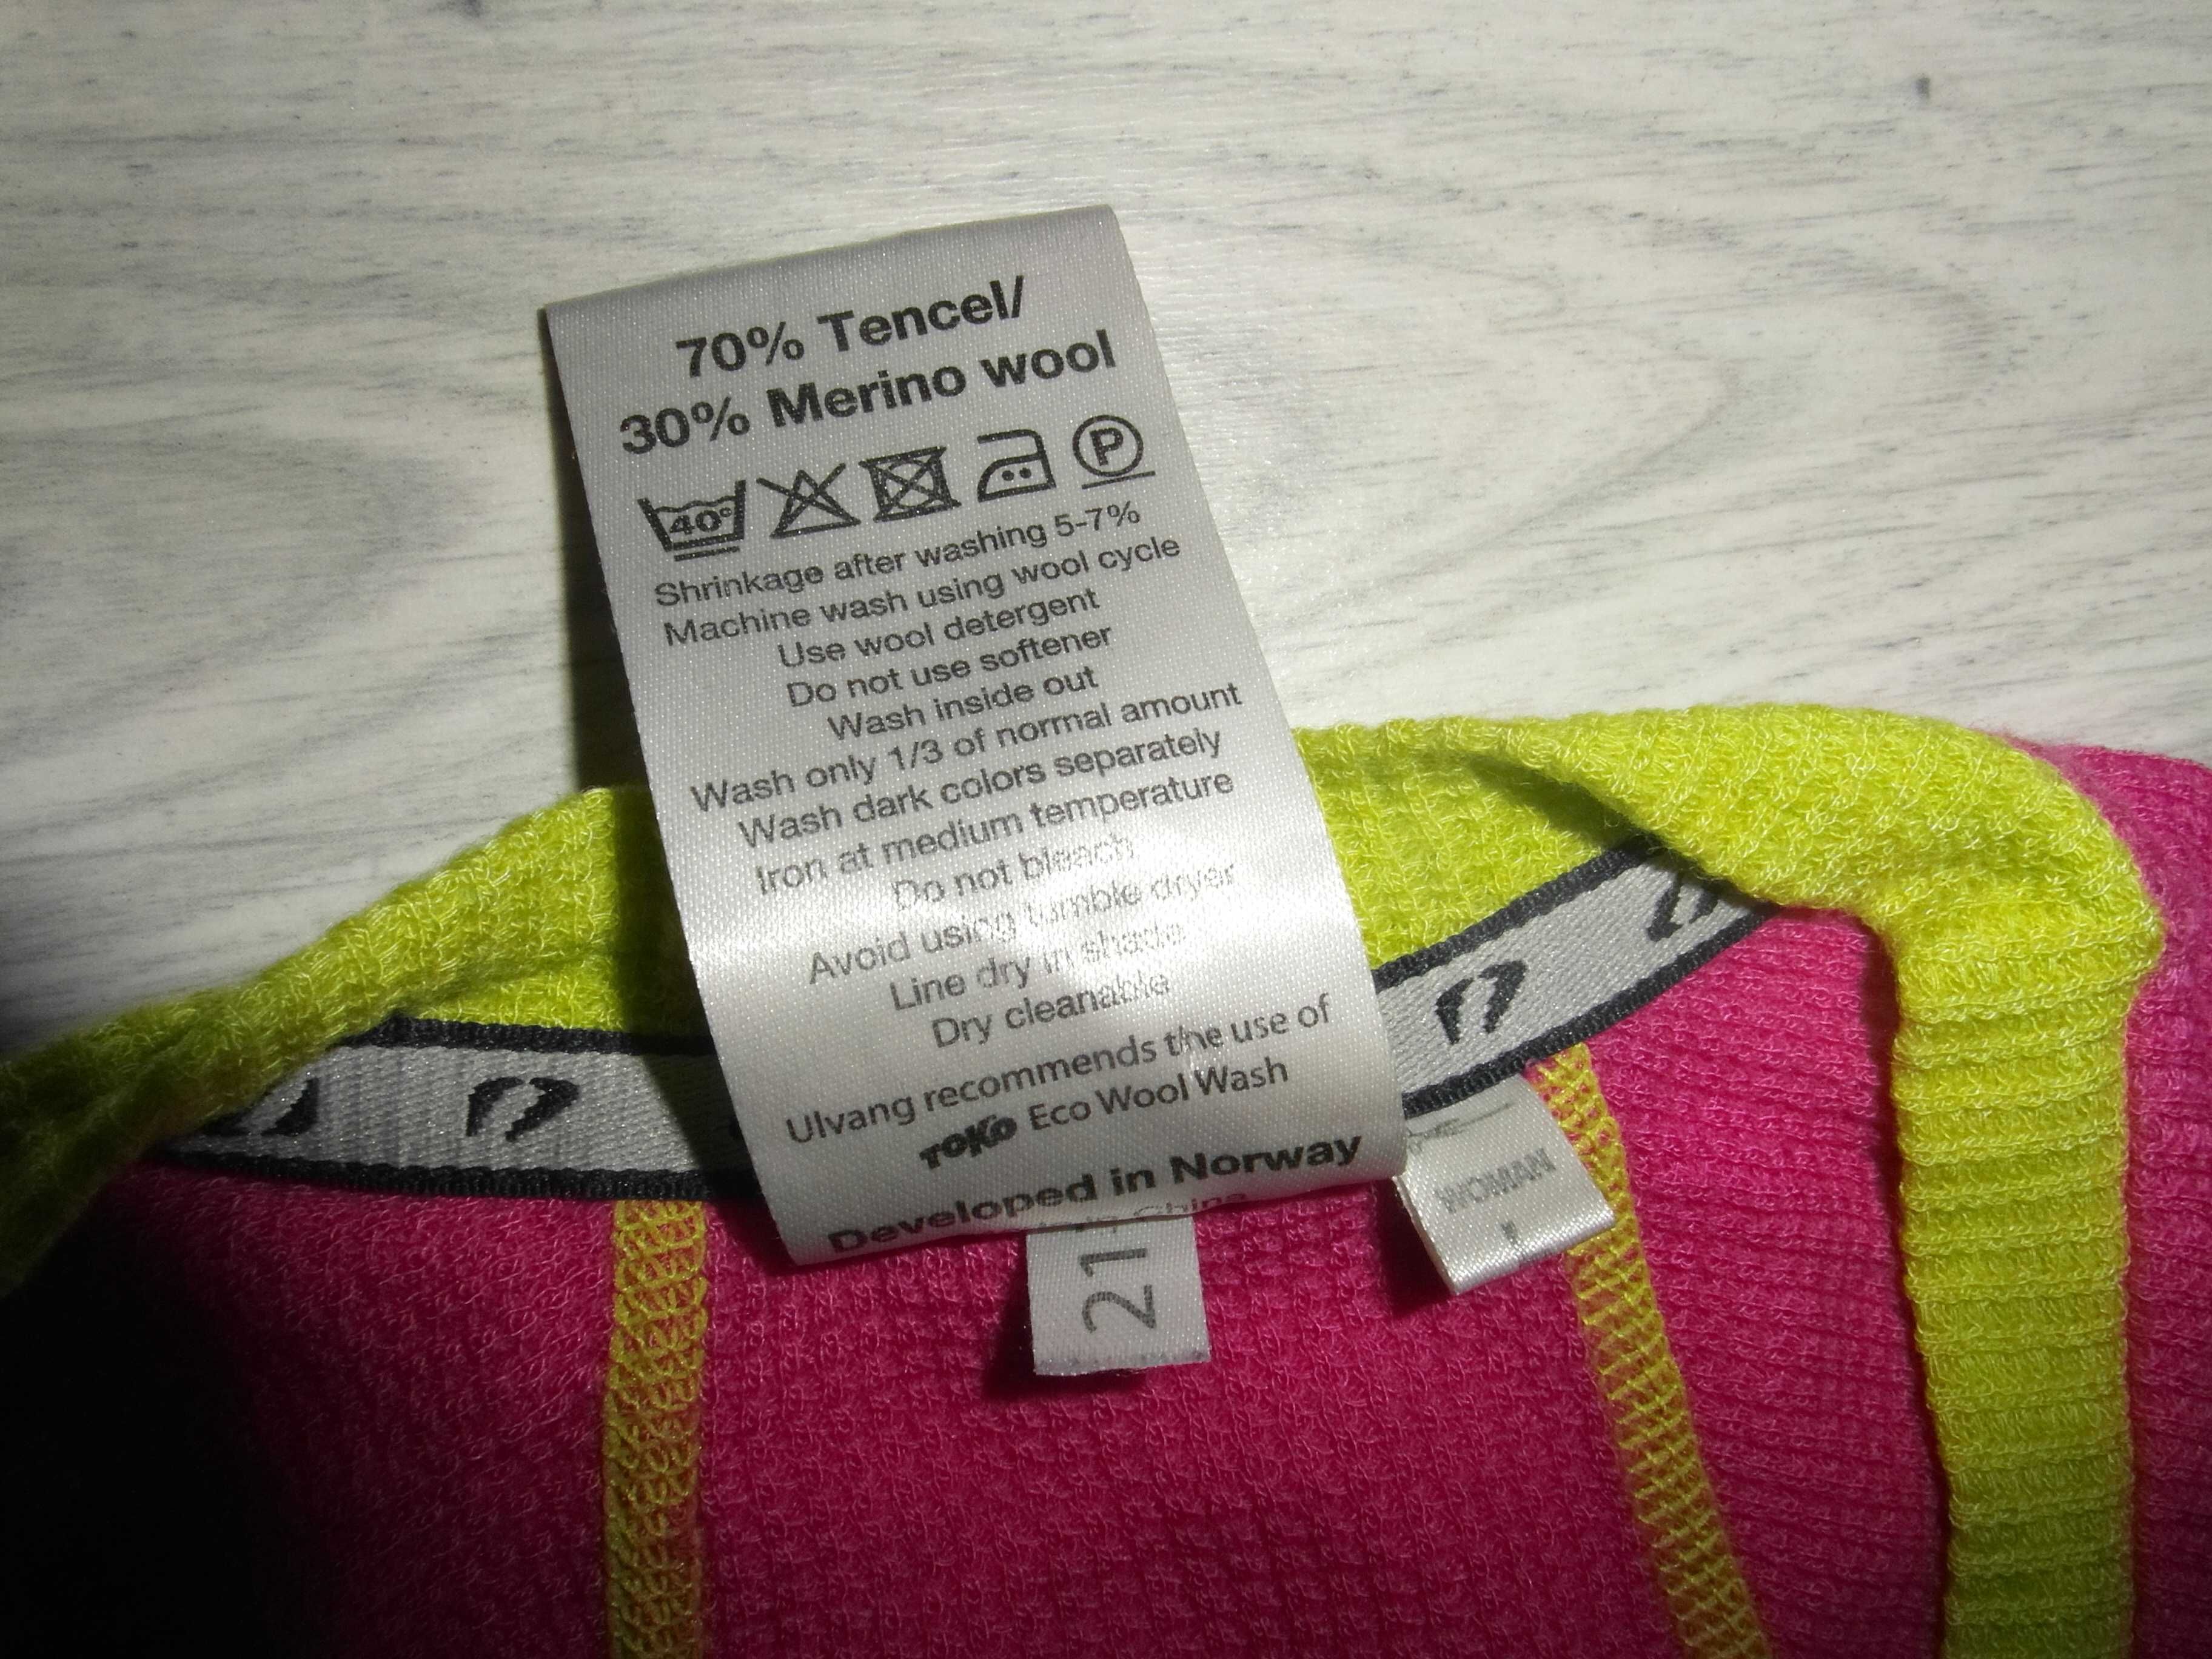 70% Tencel/
30% Merino wool
40°
P
Shrinkage after washing 5-7%
Machine wash using wool cycle
Use wool detergent
Do not use softener
Wash inside out
Wash only 1/3 of normal amount
Wash dark colors separately
Iron at medium temperature
Do not bleach
Avoid using tumble dryer
Line dry in shade
Dry cleanable
Ulvang recommends the use of
TOKO Eco Wool Wash
Developed in Norway
China
21
WOMAN